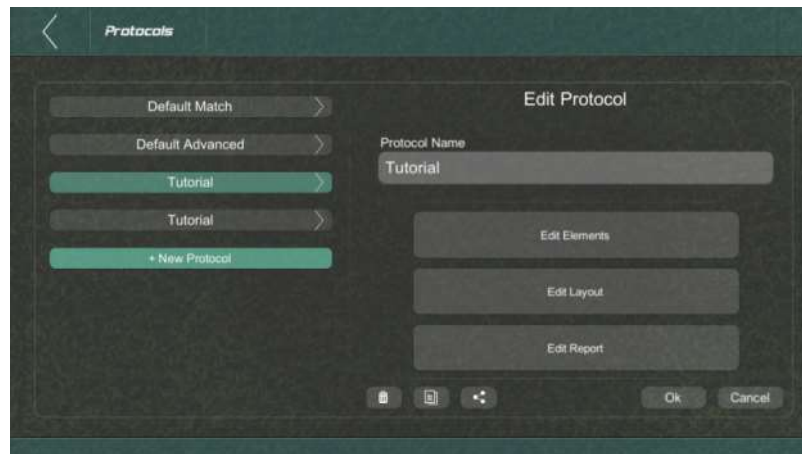 Protocols
Default Match
Default Advanced
Tutorial
Tutorial
+ New Protocol
Edit Protocol
Protocol Name
Tutorial
Edit Elements
Edit Layout
Edit Report
Ok
Cancel